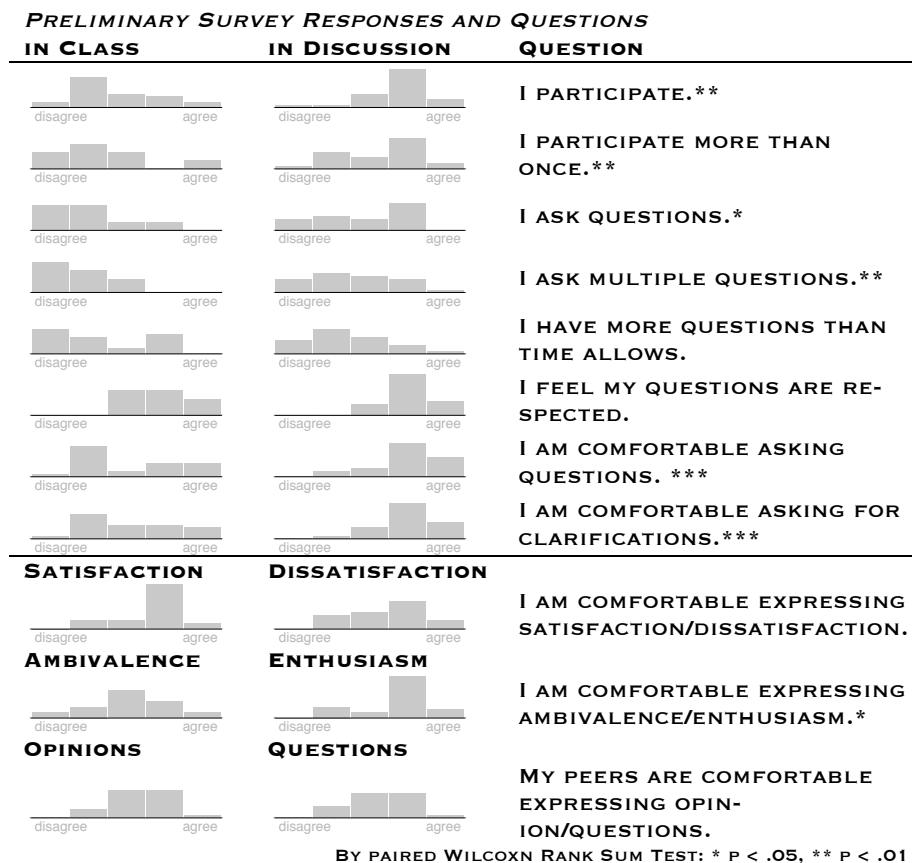 Preliminary Survey Responses and Questions
in Class in Discussion Question
disagree agree disagree agree I participate.**
disagree agree disagree agree I participate more than
once.**
disagree agree disagree agree I ask questions.*
disagree agree disagree agree I ask multiple questions.**
disagree agree disagree agree I have more questions than
time allows.
disagree agree disagree agree I feel my questions are re-
spected.
disagree agree disagree agree I am comfortable asking
questions. ***
disagree agree disagree agree I am comfortable asking for
clarifications.***
Satisfaction Dissatisfaction
disagree agree disagree agree I am comfortable expressing
satisfaction/dissatisfaction.
Ambivalence Enthusiasm
disagree agree disagree agree I am comfortable expressing
ambivalence/enthusiasm.*
Opinions Questions
disagree agree disagree agree My peers are comfortable
expressing opin-
ion/questions.
By paired Wilcoxn Rank Sum Test: * p < .05, ** p < .01